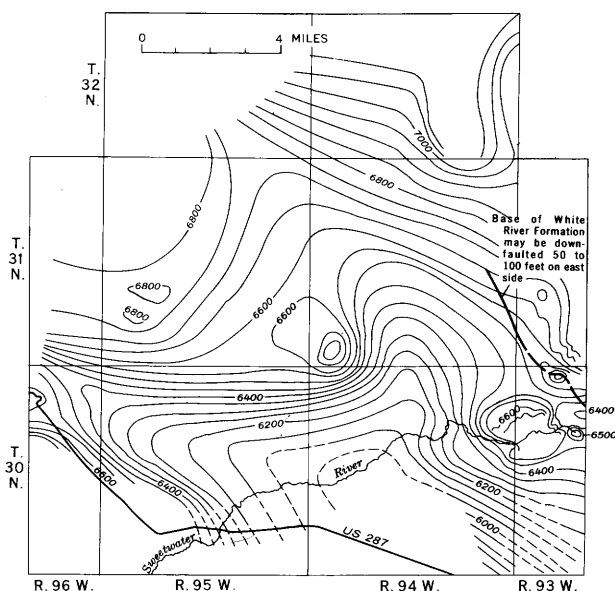 0 4 MILES
T.
32
N.
7000
6800
6800
Base of White
River Formation
may be down-
faulted 50 to
100 feet on east
side
T.
31
N.
6800
6800
6600
6600
6400
6200
6600
6400
6500
6400
T.
30
N.
6600
6400
River
6200
6000
US 287
Sweetwater
R. 96 W. R. 95 W. R. 94 W. R. 93 W.